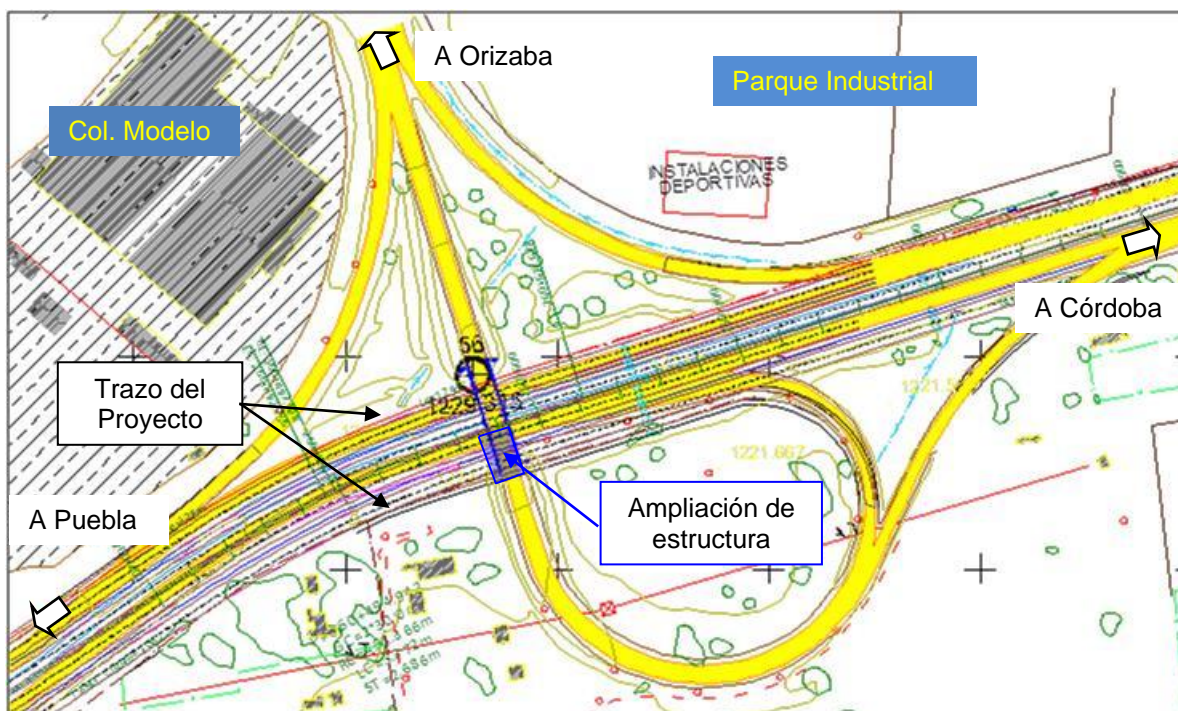 A Orizaba
Parque Industrial
Col. Modelo
INSTALACIONES
DEPORTIVAS
A Córdoba
56
Trazo del
Proyecto
1221.667
A Puebla
Ampliación de
estructura